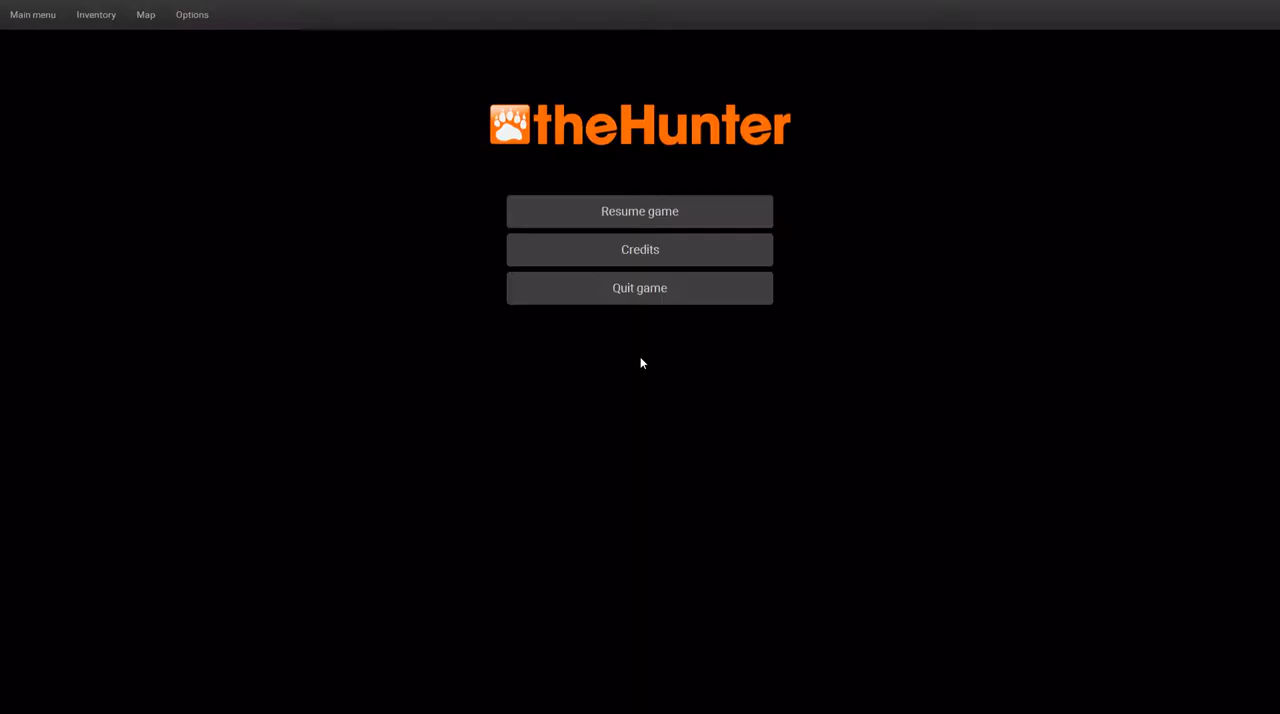 Main menu Inventory Map Options
theHunter
Resume game
Credits
Quit game